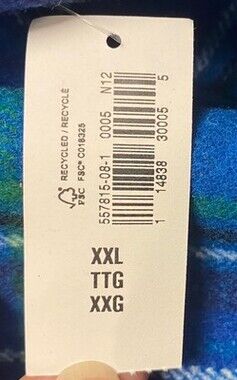 RECYCLED / RECYCLÉ
FSC FSC® C016325
557815-08-1 0005 N12
1 14838 30005 5
XXL
TTG
XXG